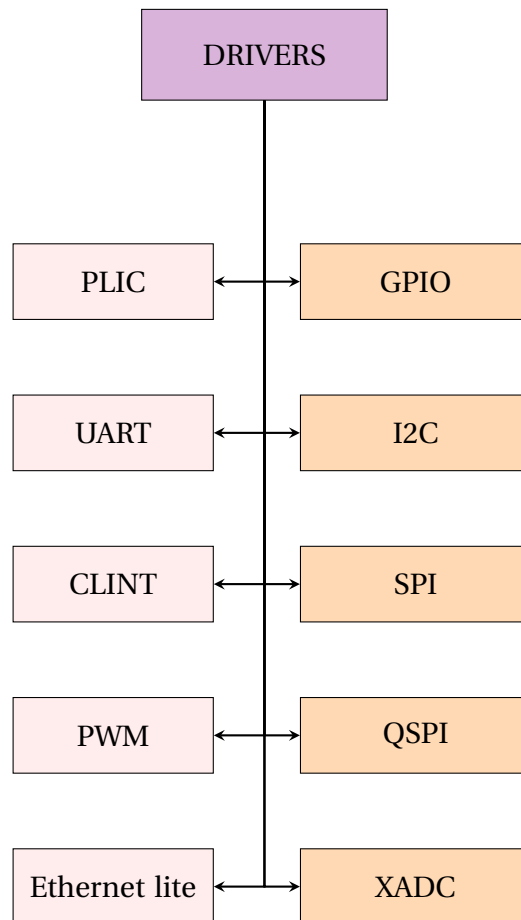 DRIVERS
PLIC
GPIO
UART
I2C
CLINT
SPI
PWM
QSPI
Ethernet lite
XADC